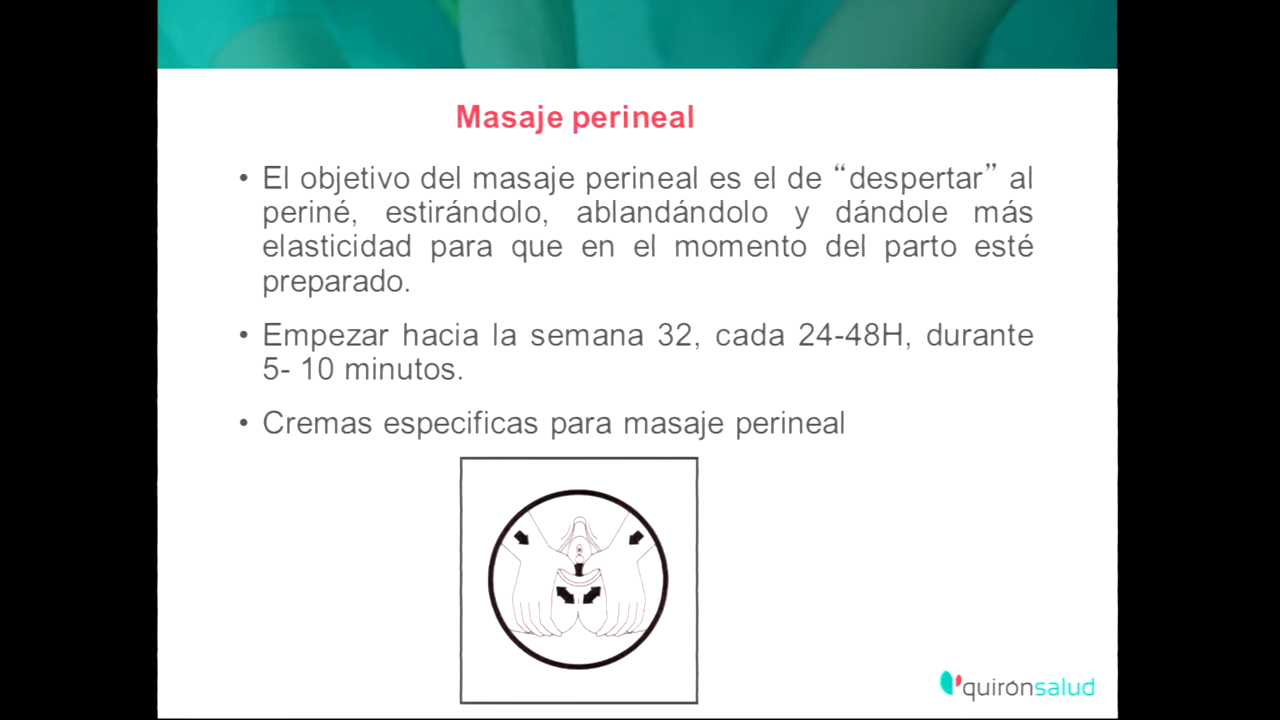 Masaje perineal
• El objetivo del masaje perineal es el de “despertar” al
periné, estirándolo, ablandándolo y dándole más
elasticidad para que en el momento del parto esté
preparado.
• Empezar hacia la semana 32, cada 24-48H, durante
5- 10 minutos.
• Cremas especificas para masaje perineal
quirónsalud